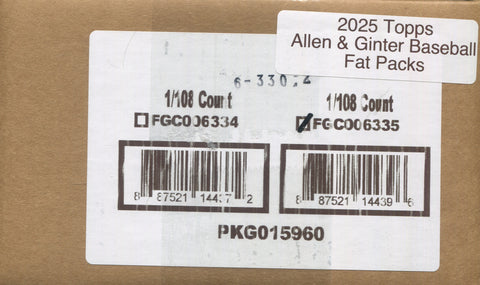 2025 Topps
Allen & Ginter Baseball
Fat Packs
1/108 Count
1/108 Count
FGC006334
FGC006335
8 87521 14437 2
8 87521 14439 6
PKG015960